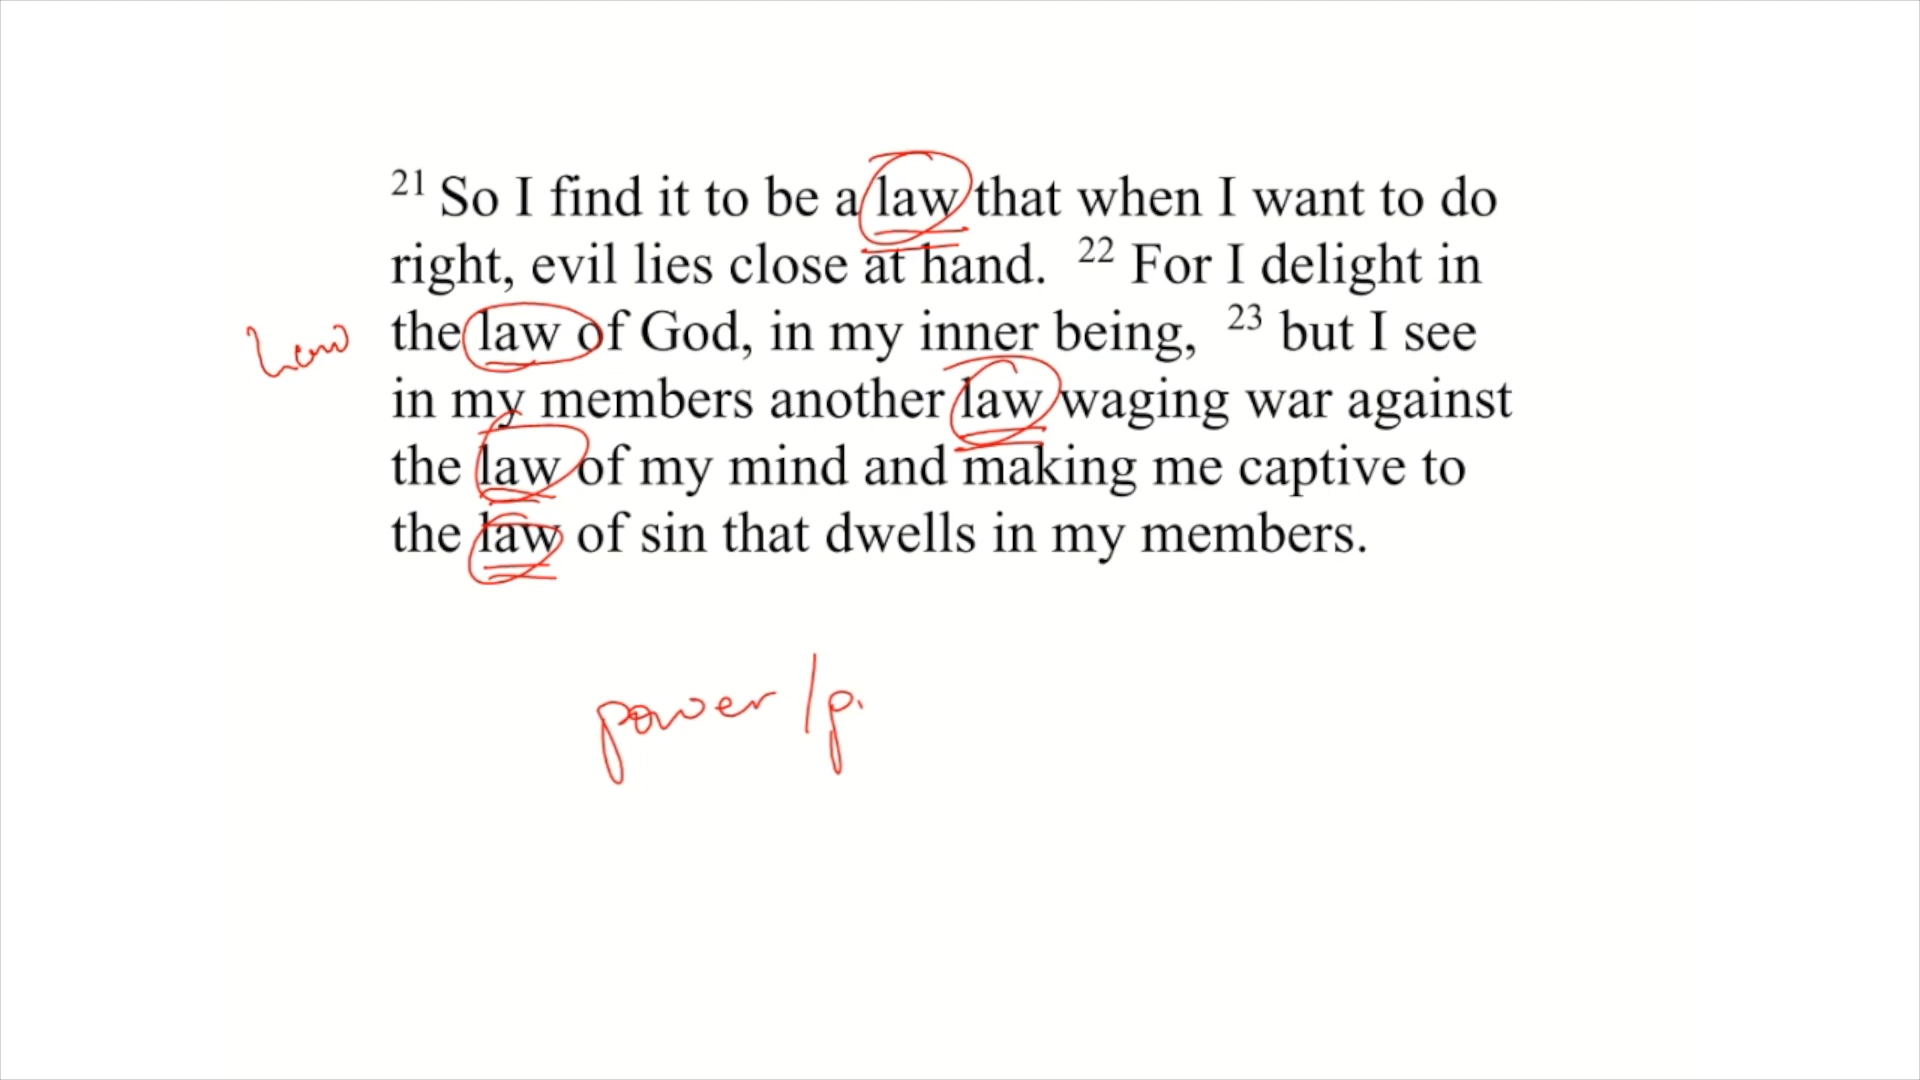 21 So I find it to be a law that when I want to do
right, evil lies close at hand. 22 For I delight in
Law the law of God, in my inner being, 23 but I see
in my members another law waging war against
the law of my mind and making me captive to
the law of sin that dwells in my members.
power / p